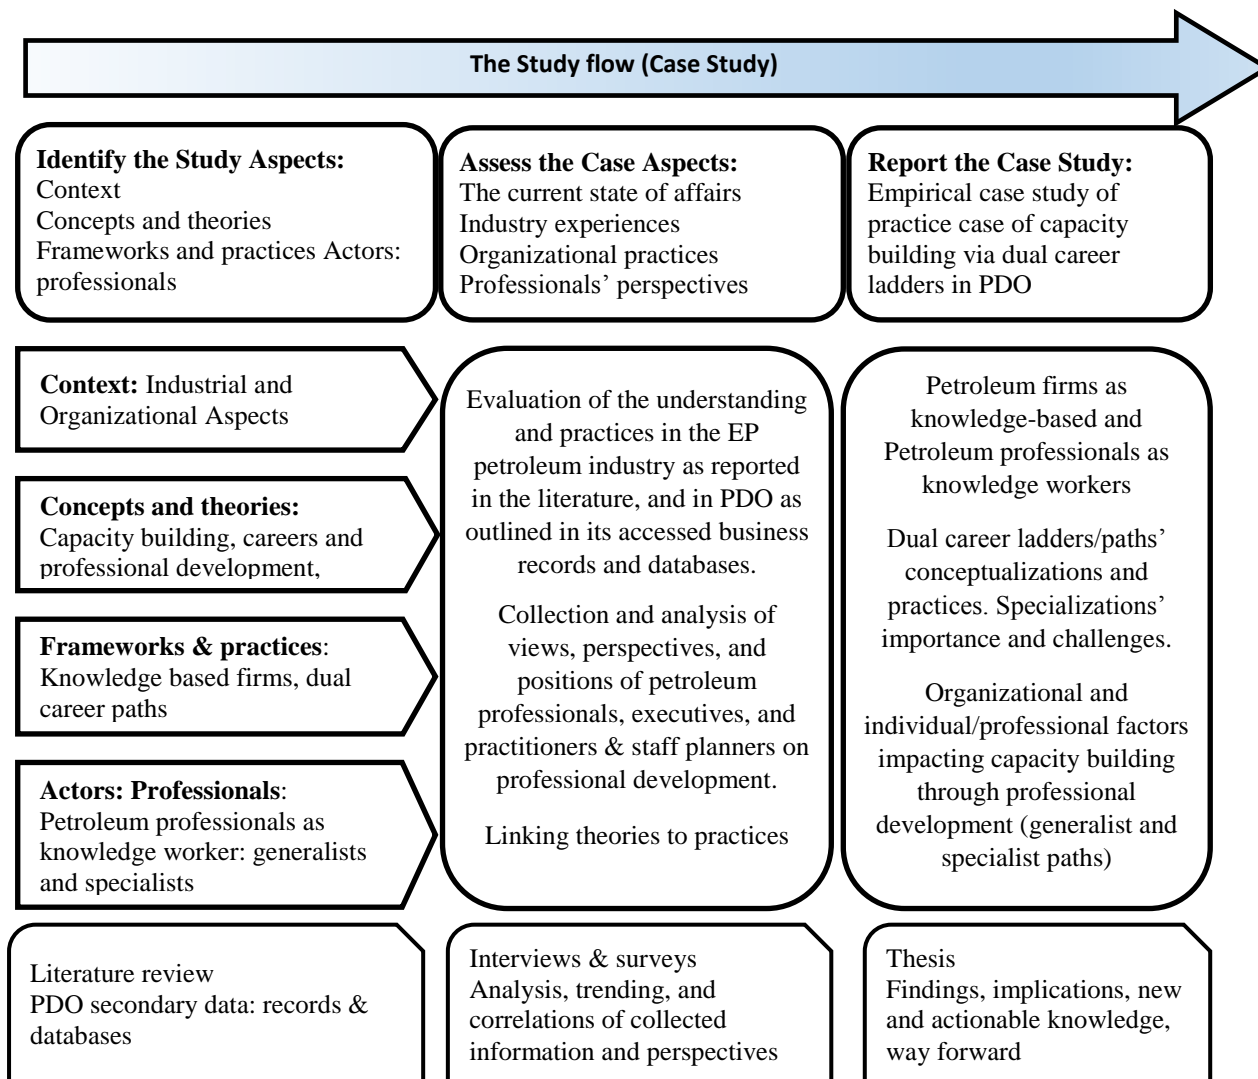 The Study flow (Case Study)
Identify the Study Aspects:
Context
Concepts and theories
Frameworks and practices Actors:
professionals
Assess the Case Aspects:
The current state of affairs
Industry experiences
Organizational practices
Professionals’ perspectives
Report the Case Study:
Empirical case study of
practice case of capacity
building via dual career
ladders in PDO
Context: Industrial and
Organizational Aspects
Concepts and theories:
Capacity building, careers and
professional development,
Frameworks & practices:
Knowledge based firms, dual
career paths
Actors: Professionals:
Petroleum professionals as
knowledge worker: generalists
and specialists
Evaluation of the understanding
and practices in the EP
petroleum industry as reported
in the literature, and in PDO as
outlined in its accessed business
records and databases.
Collection and analysis of
views, perspectives, and
positions of petroleum
professionals, executives, and
practitioners & staff planners on
professional development.
Linking theories to practices
Petroleum firms as
knowledge-based and
Petroleum professionals as
knowledge workers
Dual career ladders/paths’
conceptualizations and
practices. Specializations’
importance and challenges.
Organizational and
individual/professional factors
impacting capacity building
through professional
development (generalist and
specialist paths)
Literature review
PDO secondary data: records &
databases
Interviews & surveys
Analysis, trending, and
correlations of collected
information and perspectives
Thesis
Findings, implications, new
and actionable knowledge,
way forward